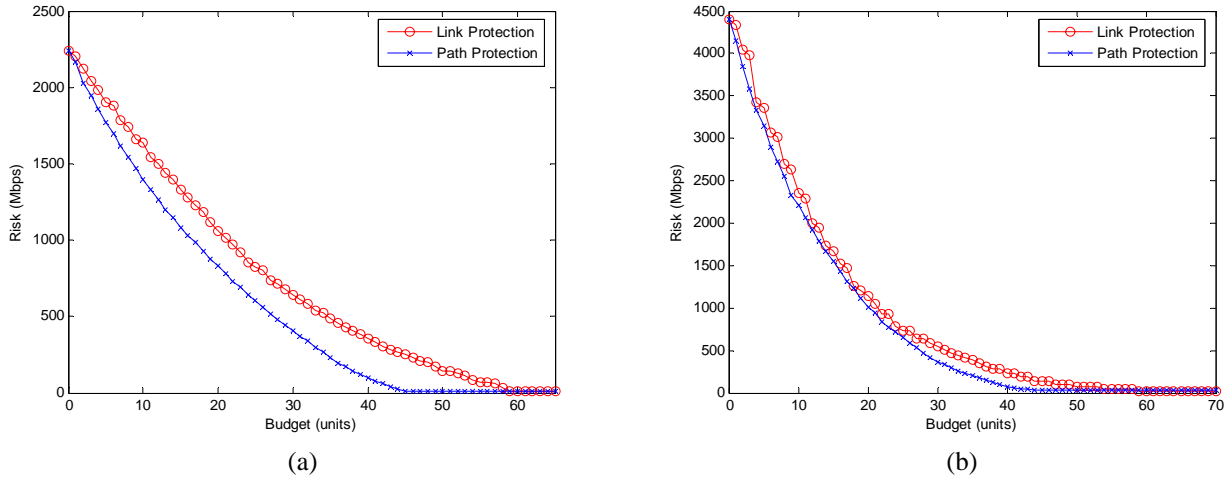 2500
2000
1500
1000
500
0
Risk (Mbps)
Link Protection
Path Protection
0 10 20 30 40 50 60
Budget (units)
(a)
4500
4000
3500
3000
2500
2000
1500
1000
500
0
Risk (Mbps)
Link Protection
Path Protection
0 10 20 30 40 50 60 70
Budget (units)
(b)